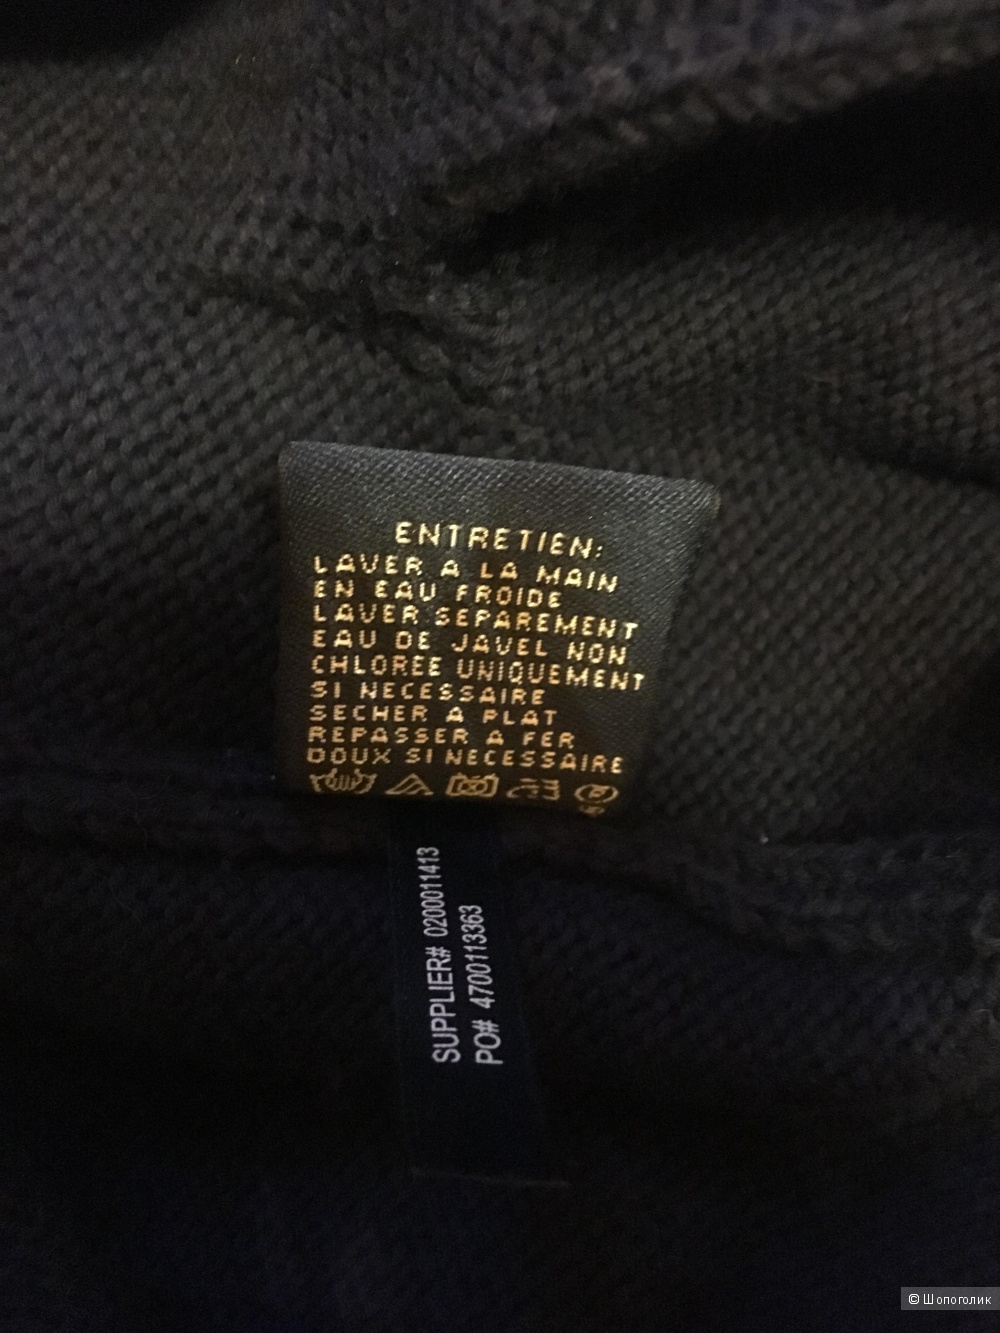 ENTRETIEN:
LAVER A LA MAIN
EN EAU FROIDE
LAVER SEPAREMENT
EAU DE JAVEL NON
CHLOREE UNIQUEMENT
SI NECESSAIRE
SECHER A PLAT
REPASSER A FER
DOUX SI NECESSAIRE
SUPPLIER# 0200011413
PO# 4700113363
© Шопоголик